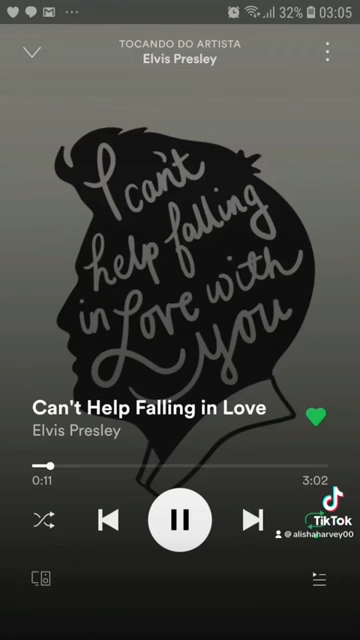 32% 03:05
TOCANDO DO ARTISTA
Elvis Presley
I can't
help falling
in Love with
You
Can't Help Falling in Love
Elvis Presley
0:11 3:02
TikTok
@alishaharvey00